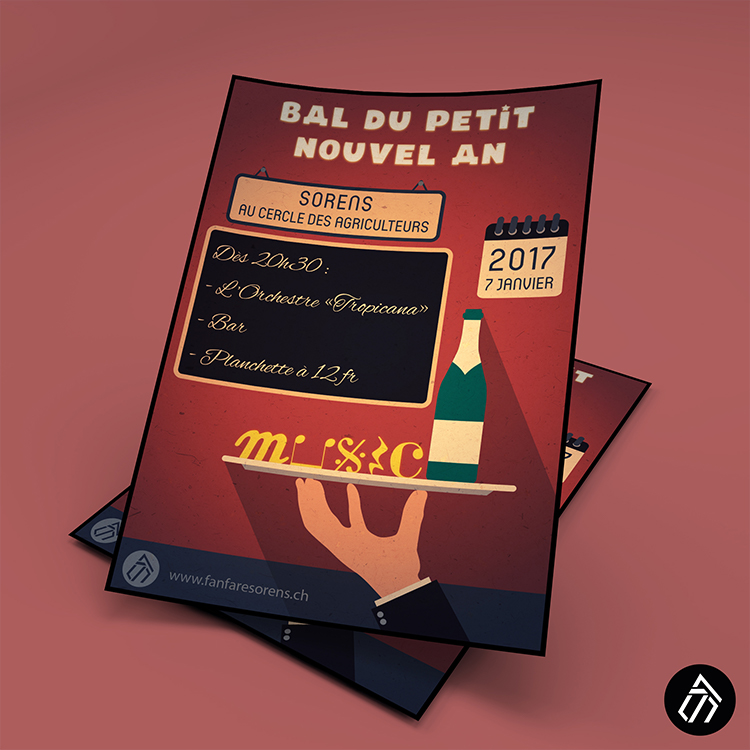 BAL DU PETIT
NOUVEL AN
SORENS
AU CERCLE DES AGRICULTEURS
2017
7 JANVIER
Dès 20h30 :
- L'Orchestre «Tropicana»
- Bar
- Planchette à 12 fr
music
www.fanfaresorens.ch
T